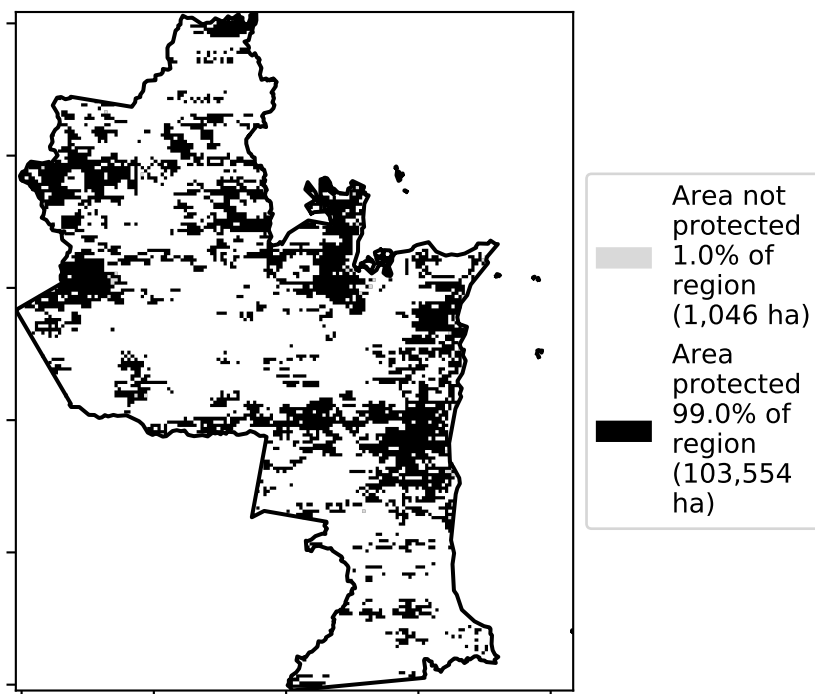 Area not
protected
1.0% of
region
(1,046 ha)
Area
protected
99.0% of
region
(103,554
ha)